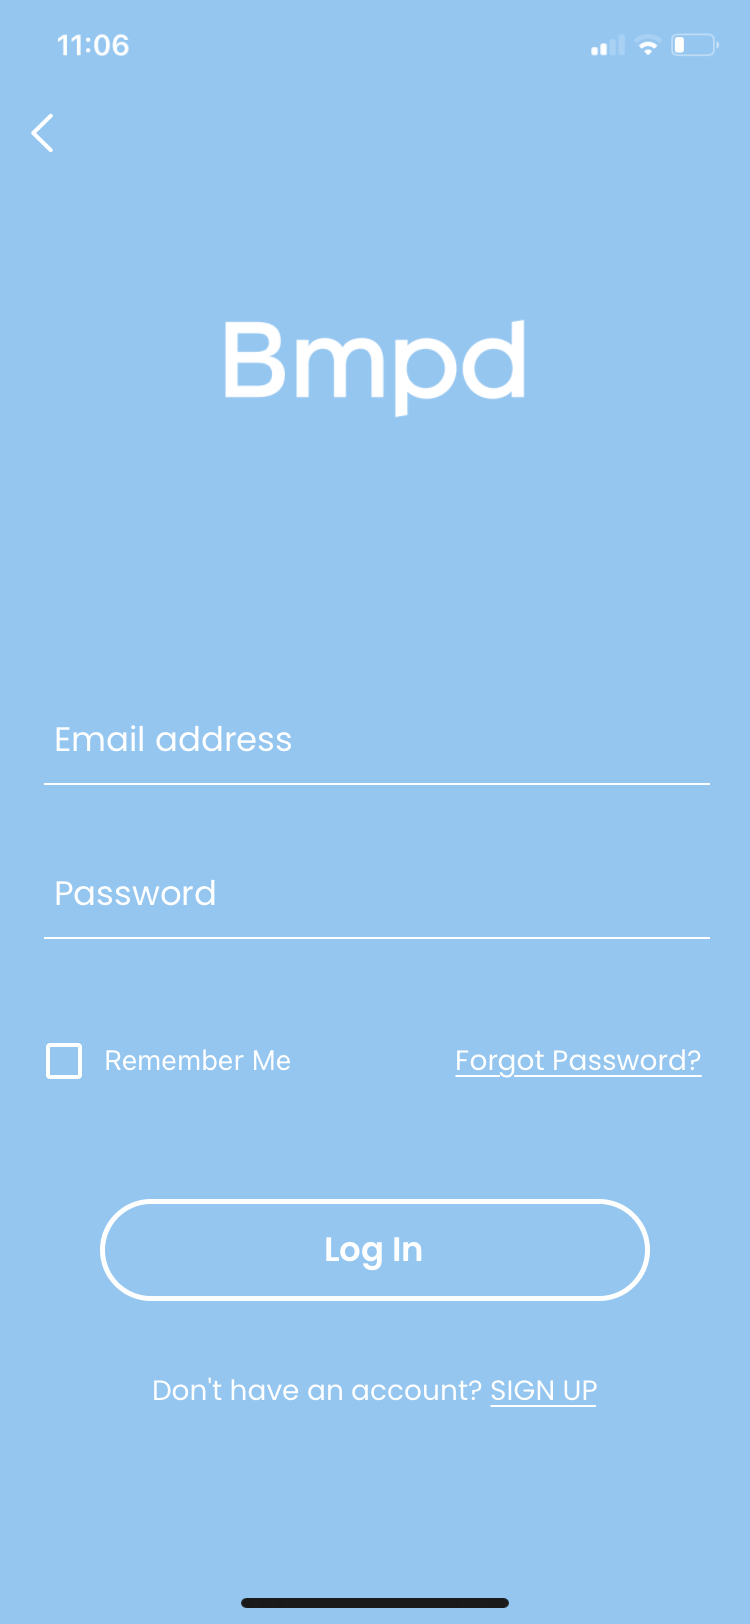 11:06
Bmpd
Email address
Password
Remember Me Forgot Password?
Log In
Don't have an account? SIGN UP